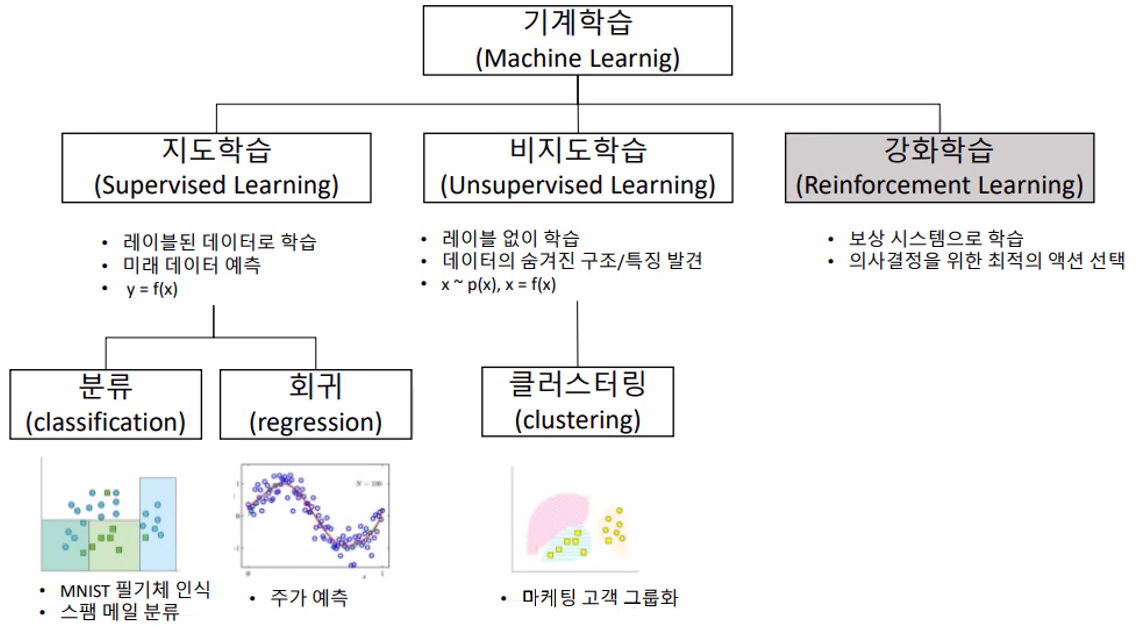 기계학습
(Machine Learnig)
지도학습
(Supervised Learning)
비지도학습
(Unsupervised Learning)
강화학습
(Reinforcement Learning)
• 레이블된 데이터로 학습
• 미래 데이터 예측
• y = f(x)
• 레이블 없이 학습
• 데이터의 숨겨진 구조/특징 발견
• x ~ p(x), x = f(x)
• 보상 시스템으로 학습
• 의사결정을 위한 최적의 액션 선택
분류
(classification)
회귀
(regression)
클러스터링
(clustering)
N = 100
1
0
-1
0
x
1
• MNIST 필기체 인식
• 스팸 메일 분류
• 주가 예측
• 마케팅 고객 그룹화